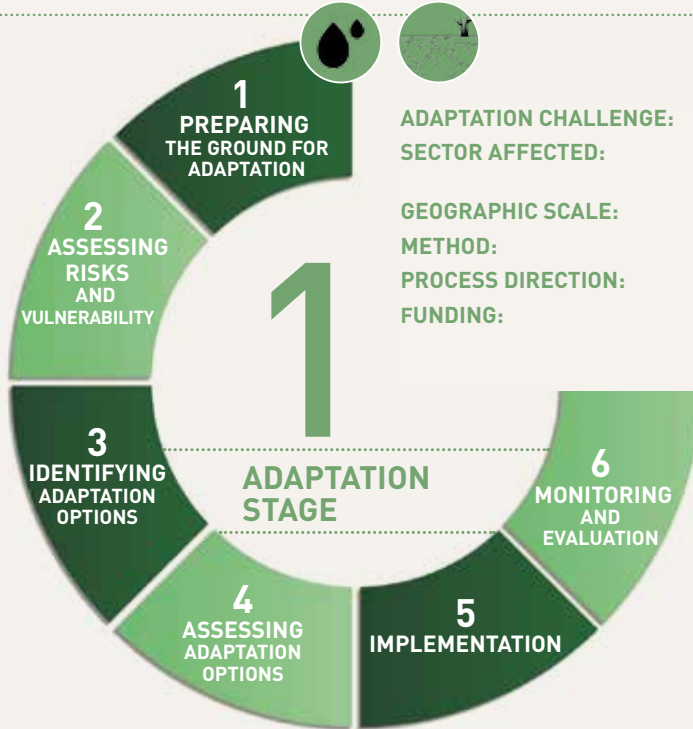 1
PREPARING
THE GROUND FOR
ADAPTATION
2
ASSESSING
RISKS
AND
VULNERABILITY
3
IDENTIFYING
ADAPTATION
OPTIONS
4
ASSESSING
ADAPTATION
OPTIONS
5
IMPLEMENTATION
6
MONITORING
AND
EVALUATION
1
ADAPTATION
STAGE
ADAPTATION CHALLENGE:
SECTOR AFFECTED:
GEOGRAPHIC SCALE:
METHOD:
PROCESS DIRECTION:
FUNDING: